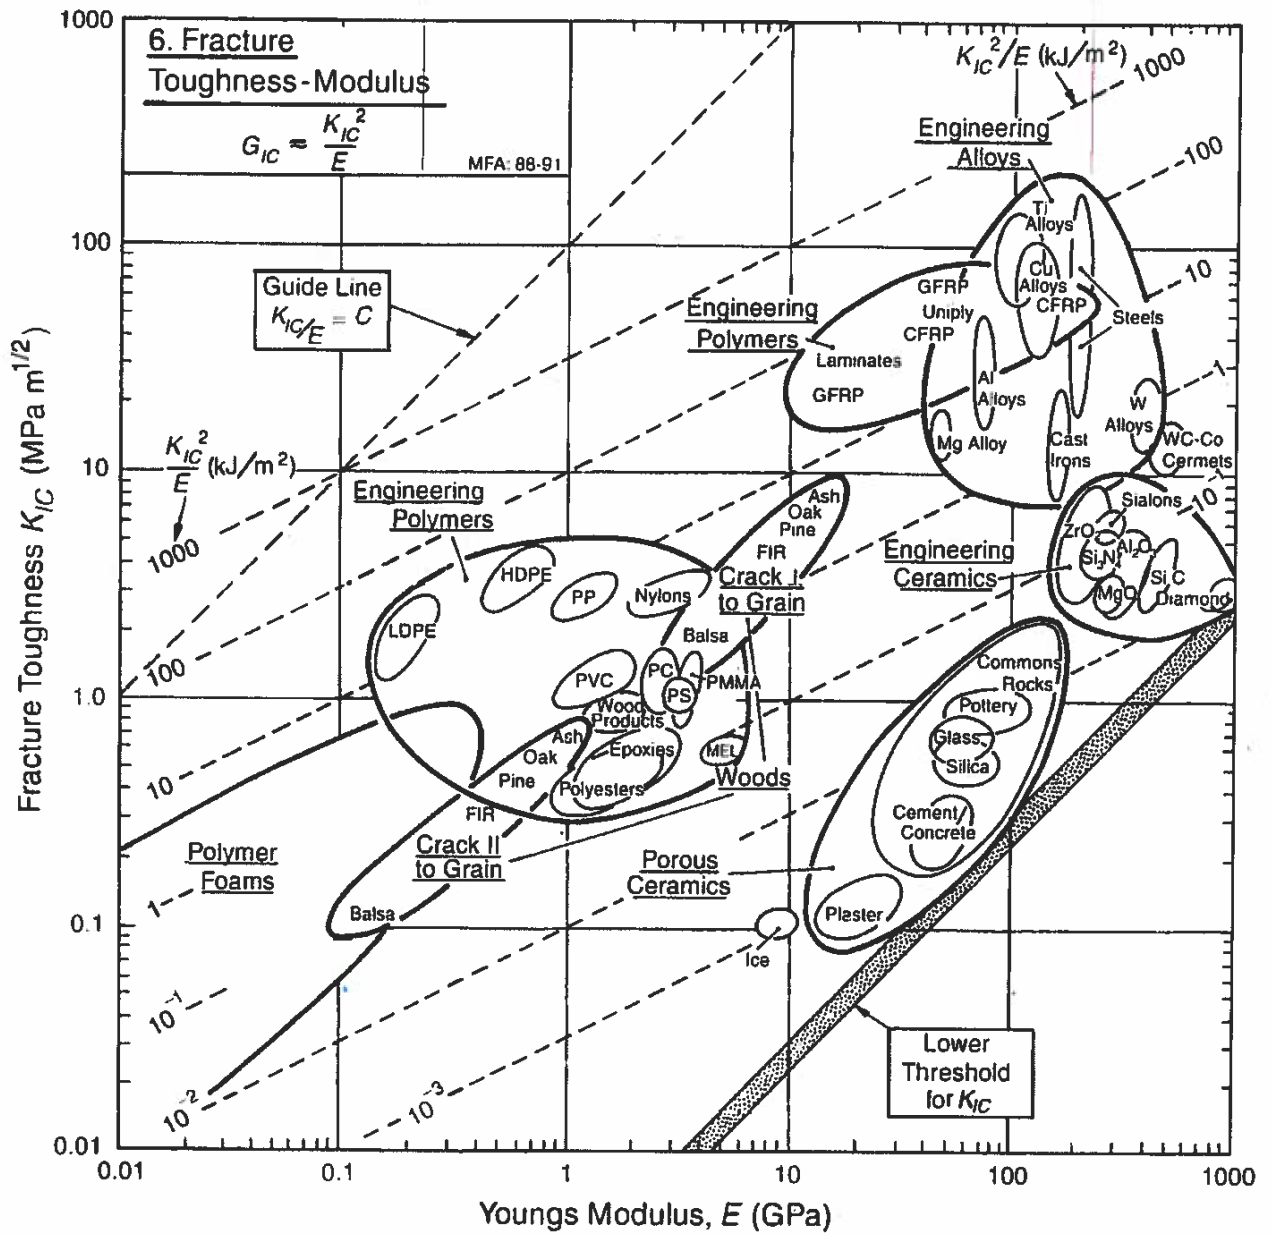 1000
6. Fracture
Toughness-Modulus
G_IC ≈ K_IC²/E
MFA: 88-91
K_IC²/E (kJ/m²)
1000
Engineering
Alloys
100
Ti
Alloys
100
Guide Line
K_IC/E = C
Cu
Alloys
10
GFRP
CFRP
Uniply
CFRP
Steels
Engineering
Polymers
Laminates
GFRP
Al
Alloys
1
W
Alloys
Mg Alloy
Cast
Irons
WC-Co
Cermets
K_IC²/E (kJ/m²)
10
Engineering
Polymers
10⁻¹
Ash
Oak
Pine
FIR
Sialons
ZrO
Si₃N
Al₂O
SiC
MgO
Diamond
1000
Engineering
Ceramics
HDPE
PP
Nylons
Crack ⊥
to Grain
LDPE
Balsa
100
PVC
PC
PMMA
PS
Commons
Rocks
1.0
Wood
Products
Pottery
Ash
Oak
Pine
Epoxies
MEL
Glass
Silica
10
Polyesters
Woods
FIR
Cement/
Concrete
Polymer
Foams
Crack II
to Grain
Porous
Ceramics
1
Balsa
0.1
Plaster
Ice
10⁻¹
Lower
Threshold
for K_IC
10⁻²
10⁻³
0.01
0.01
0.1
1
10
100
1000
Youngs Modulus, E (GPa)
Fracture Toughness K_IC (MPa m^1/2)